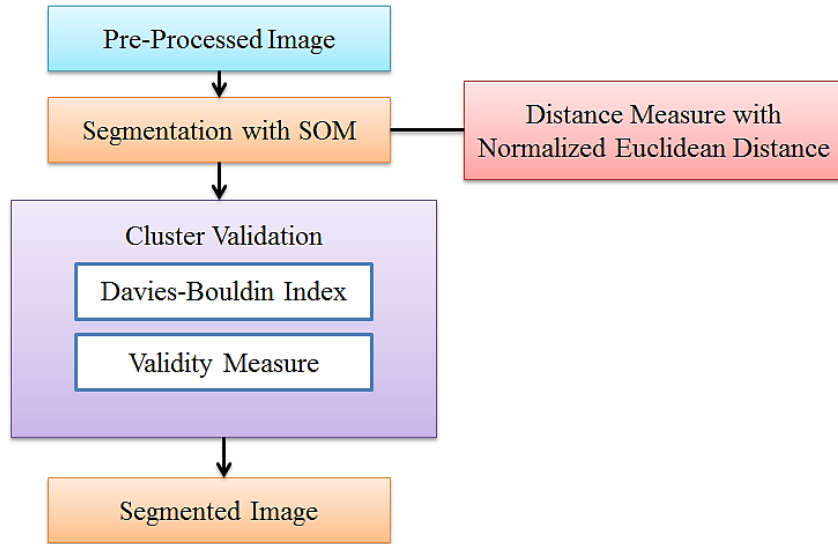 Pre-Processed Image
Segmentation with SOM
Distance Measure with
Normalized Euclidean Distance
Cluster Validation
Davies-Bouldin Index
Validity Measure
Segmented Image